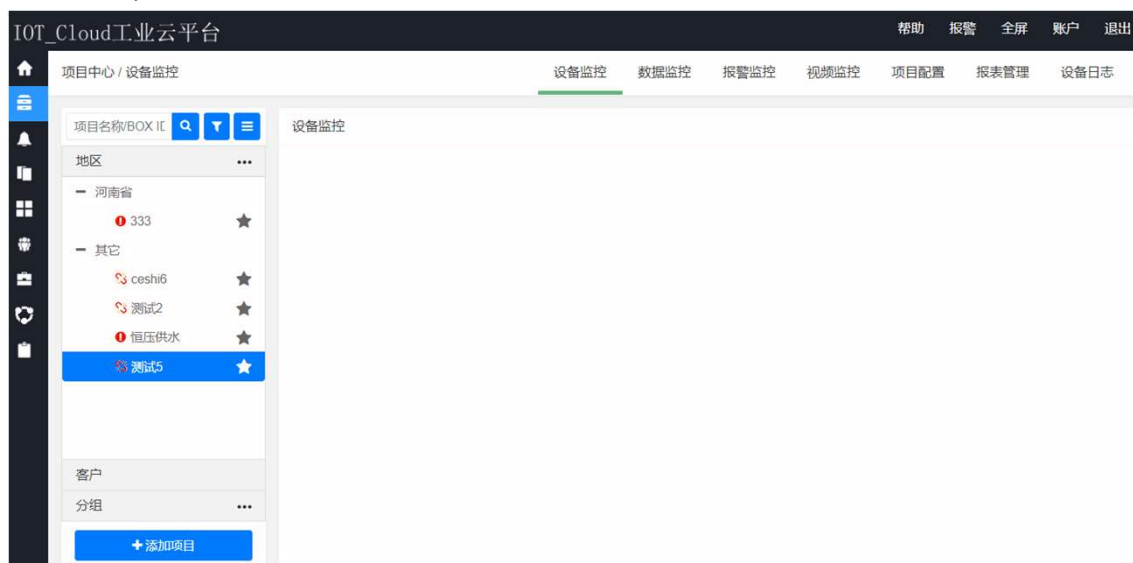 IOT_Cloud工业云平台
帮助 报警 全屏 账户 退出
项目中心 / 设备监控
设备监控 数据监控 报警监控 视频监控 项目配置 报表管理 设备日志
项目名称/BOX IE
设备监控
地区
河南省
333
其它
ceshi6
测试2
恒压供水
测试5
客户
分组
添加项目